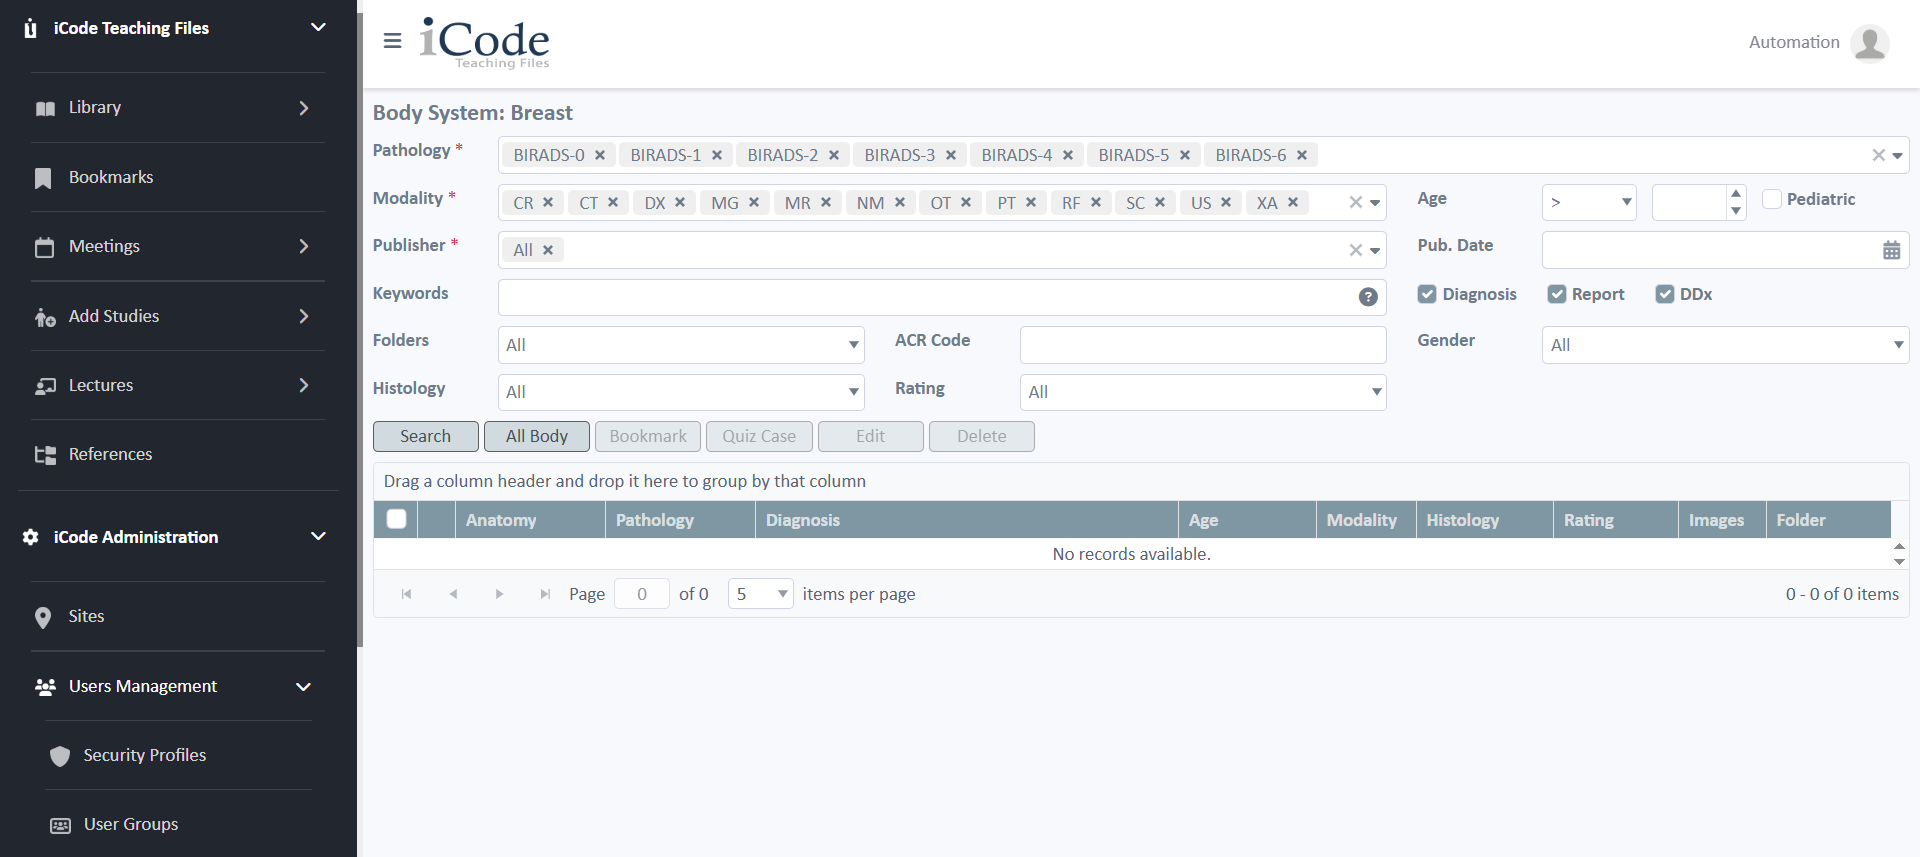 iCode Teaching Files
Library
Bookmarks
Meetings
Add Studies
Lectures
References
iCode Administration
Sites
Users Management
Security Profiles
User Groups
iCode
Teaching Files
Automation
Body System: Breast
Pathology * BIRADS-0 BIRADS-1 BIRADS-2 BIRADS-3 BIRADS-4 BIRADS-5 BIRADS-6
Modality * CR CT DX MG MR NM OT PT RF SC US XA Age > Pediatric
Publisher * All Pub. Date
Keywords ? Diagnosis Report DDx
Folders All ACR Code Gender All
Histology All Rating All
Search All Body Bookmark Quiz Case Edit Delete
Drag a column header and drop it here to group by that column
Anatomy Pathology Diagnosis Age Modality Histology Rating Images Folder
No records available.
Page 0 of 0 5 items per page 0 - 0 of 0 items